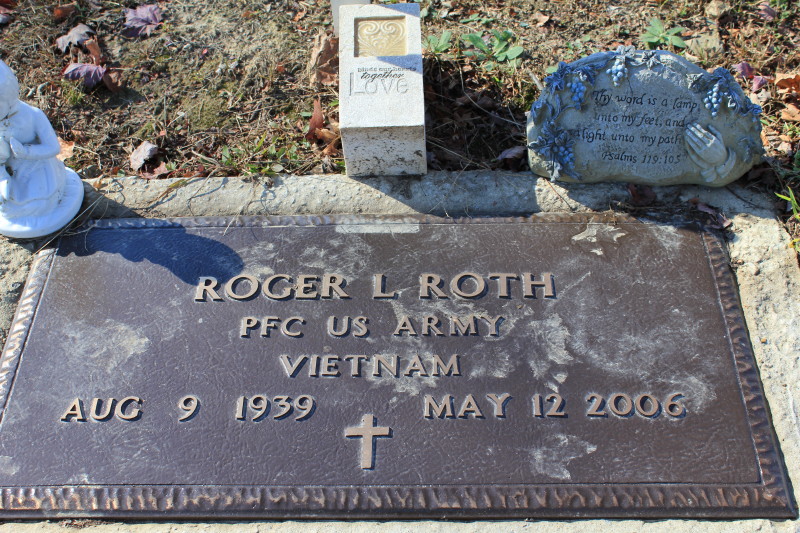 together
Love
Thy word is a lamp
unto my feet, and
a light unto my path
Psalms 119:105
ROGER L ROTH
PFC US ARMY
VIETNAM
AUG 9 1939 MAY 12 2006